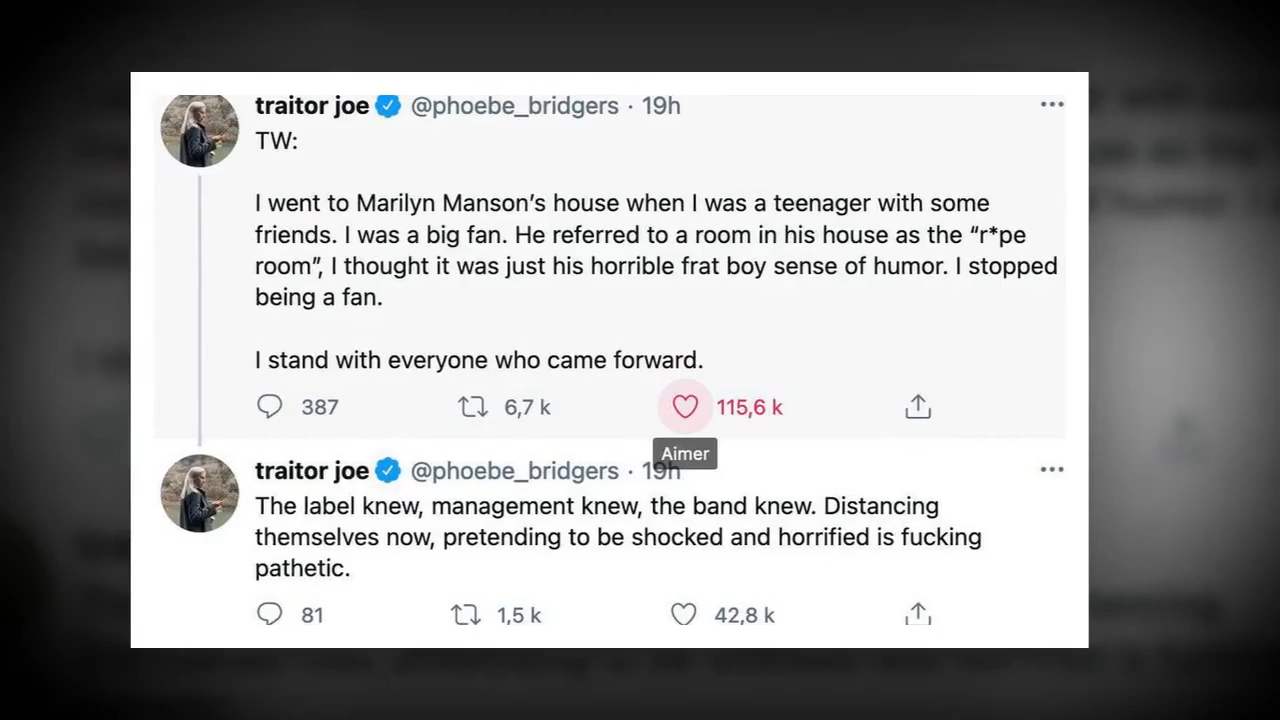 traitor joe @phoebe_bridgers · 19h
TW:
I went to Marilyn Manson's house when I was a teenager with some
friends. I was a big fan. He referred to a room in his house as the “r*pe
room”, I thought it was just his horrible frat boy sense of humor. I stopped
being a fan.
I stand with everyone who came forward.
387 6,7 k 115,6 k
Aimer
traitor joe @phoebe_bridgers · 19h
The label knew, management knew, the band knew. Distancing
themselves now, pretending to be shocked and horrified is fucking
pathetic.
81 1,5 k 42,8 k